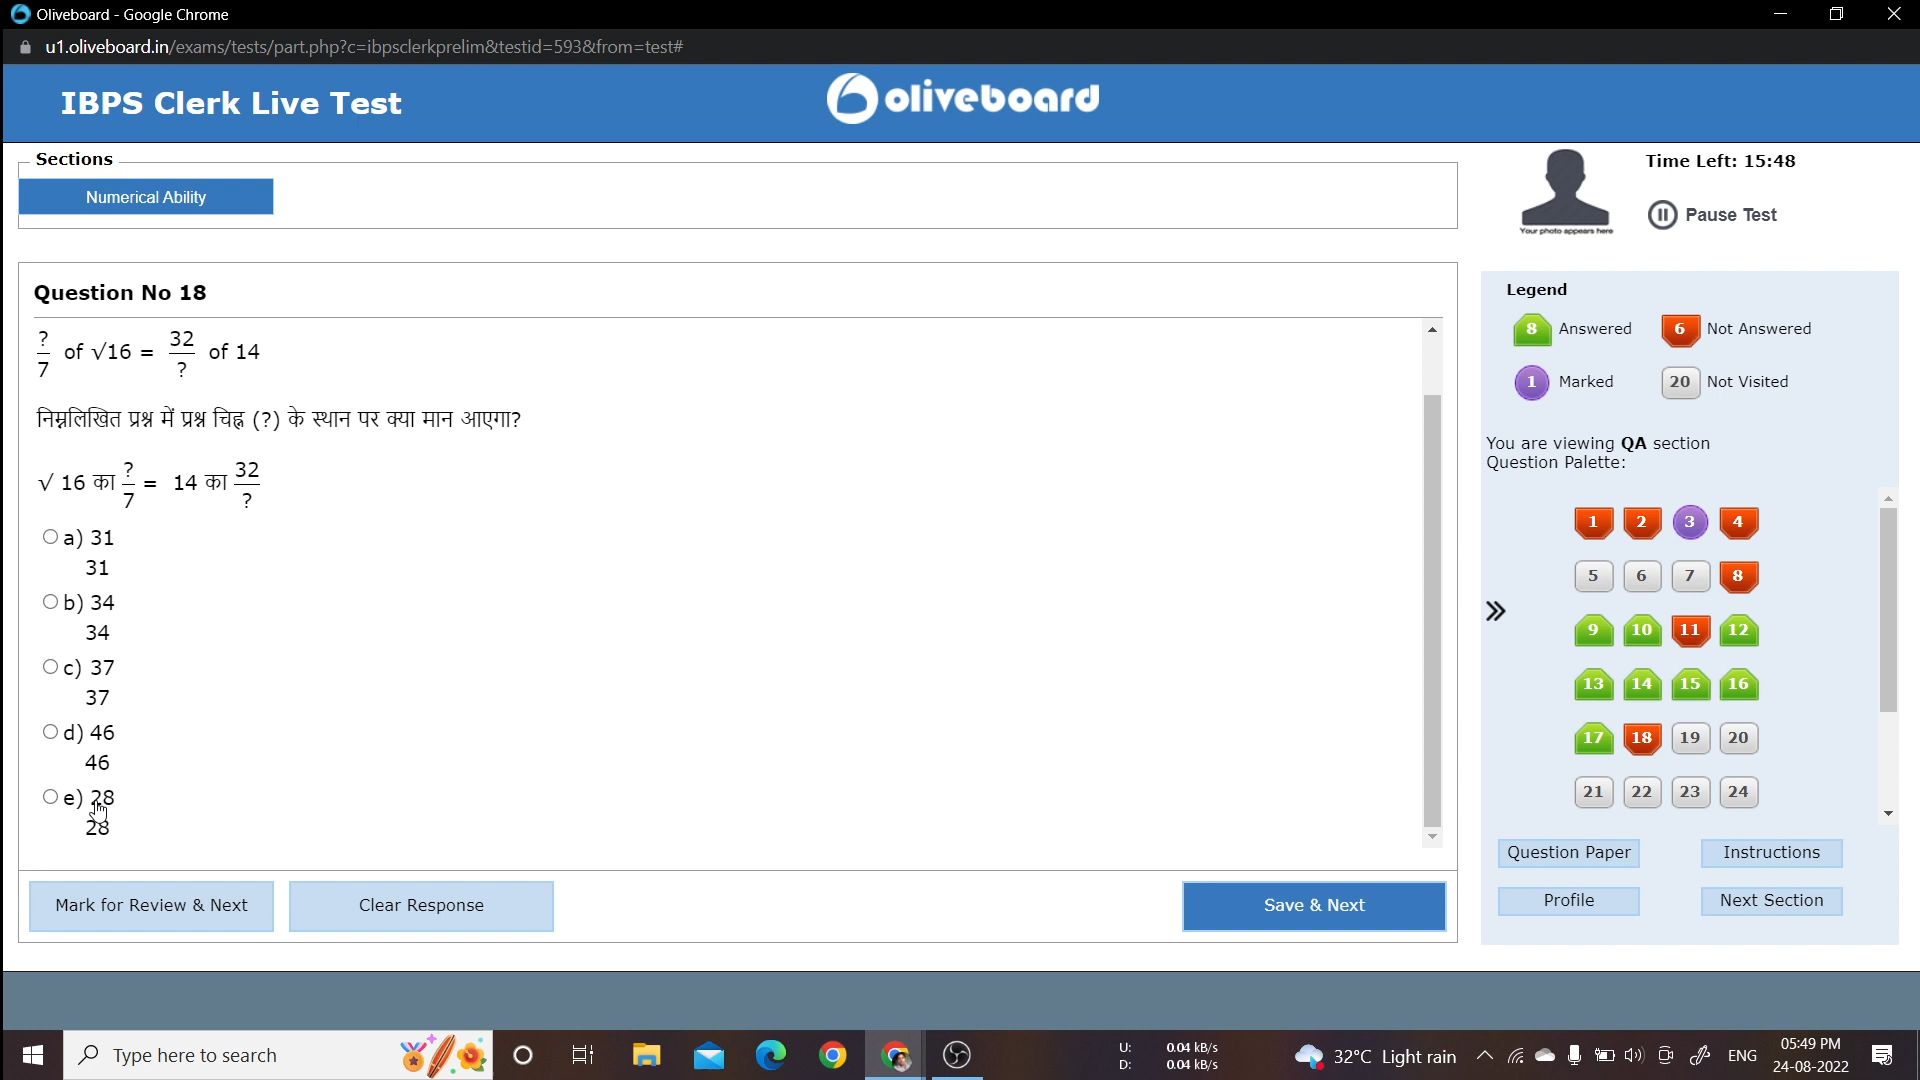 Oliveboard - Google Chrome
u1.oliveboard.in/exams/tests/part.php?c=ibpsclerkprelim&testid=593&from=test#
IBPS Clerk Live Test
oliveboard
Sections
Numerical Ability
Your photo appears here
Time Left: 15:48
Pause Test
Question No 18
?/7 of √16 = 32/? of 14
निम्नलिखित प्रश्न में प्रश्न चिह्न (?) के स्थान पर क्या मान आएगा?
√ 16 का ?/7 = 14 का 32/?
a) 31
31
b) 34
34
c) 37
37
d) 46
46
e) 28
28
Mark for Review & Next
Clear Response
Save & Next
Legend
8 Answered
6 Not Answered
1 Marked
20 Not Visited
You are viewing QA section
Question Palette:
1 2 3 4
5 6 7 8
9 10 11 12
13 14 15 16
17 18 19 20
21 22 23 24
Question Paper
Instructions
Profile
Next Section
Type here to search
U: 0.04 kB/s
D: 0.04 kB/s
32°C Light rain
ENG
05:49 PM
24-08-2022